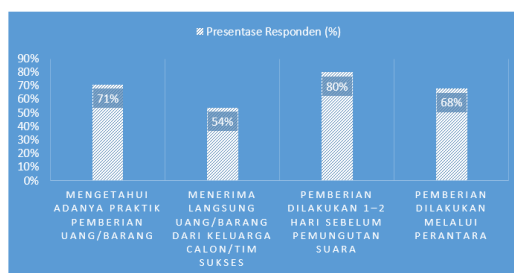 Presentase Responden (%)
90%
80%
70%
60%
50%
40%
30%
20%
10%
0%
71%
54%
80%
68%
MENGETAHUI
ADANYA PRAKTIK
PEMBERIAN
UANG/BARANG
MENERIMA
LANGSUNG
UANG/BARANG
DARI KELUARGA
CALON/TIM
SUKSES
PEMBERIAN
DILAKUKAN 1–2
HARI SEBELUM
PEMUNGUTAN
SUARA
PEMBERIAN
DILAKUKAN
MELALUI
PERANTARA